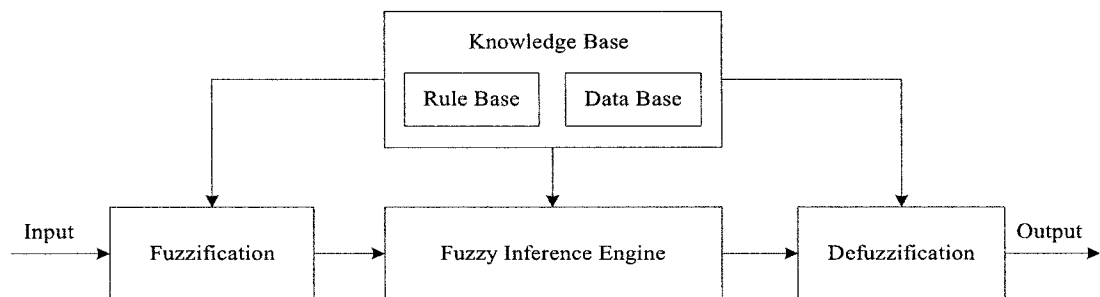 Knowledge Base
Rule Base
Data Base
Input
Fuzzification
Fuzzy Inference Engine
Defuzzification
Output